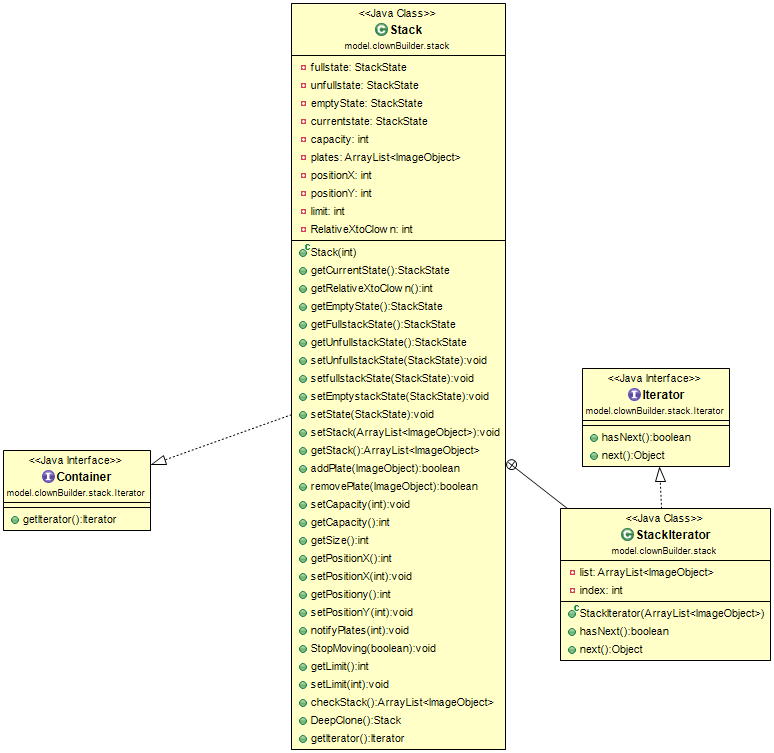 <<Java Class>>
Stack
model.clownBuilder.stack
fullstate: StackState
unfullstate: StackState
emptyState: StackState
currentstate: StackState
capacity: int
plates: ArrayList<ImageObject>
positionX: int
positionY: int
limit: int
RelativeXtoClown: int
Stack(int)
getCurrentState():StackState
getRelativeXtoClown():int
getEmptyState():StackState
getFullstackState():StackState
getUnfullstackState():StackState
setUnfullstackState(StackState):void
setfullstackState(StackState):void
setEmptystackState(StackState):void
setState(StackState):void
setStack(ArrayList<ImageObject>):void
getStack():ArrayList<ImageObject>
addPlate(ImageObject):boolean
removePlate(ImageObject):boolean
setCapacity(int):void
getCapacity():int
getSize():int
getPositionX():int
setPositionX(int):void
getPositiony():int
setPositionY(int):void
notifyPlates(int):void
StopMoving(boolean):void
getLimit():int
setLimit(int):void
checkStack():ArrayList<ImageObject>
DeepClone():Stack
getIterator():Iterator
<<Java Interface>>
Container
model.clownBuilder.stack.Iterator
getIterator():Iterator
<<Java Interface>>
Iterator
model.clownBuilder.stack.Iterator
hasNext():boolean
next():Object
<<Java Class>>
StackIterator
model.clownBuilder.stack
list: ArrayList<ImageObject>
index: int
StackIterator(ArrayList<ImageObject>)
hasNext():boolean
next():Object